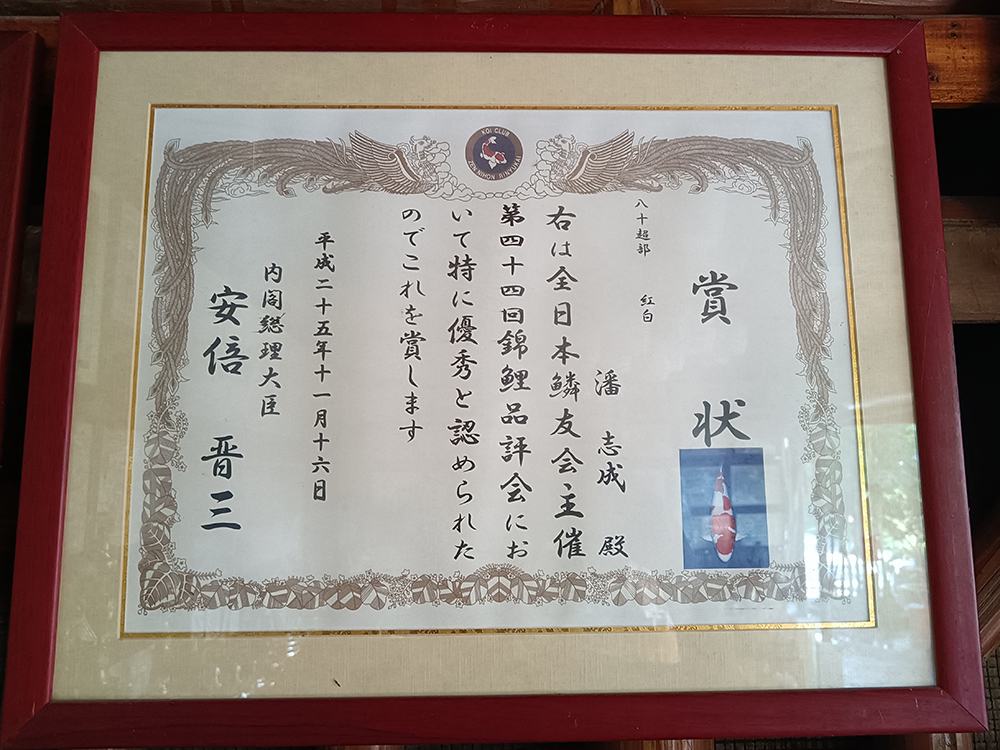 KOI CLUB
ZEN NIHON RINYUKAI
賞状
八十超部 紅白
潘 志成 殿
右は全日本鱗友会主催
第四十四回錦鯉品評会にお
いて特に優秀と認められた
のでこれを賞します
平成二十五年十一月十六日
内閣総理大臣
安倍 晋三